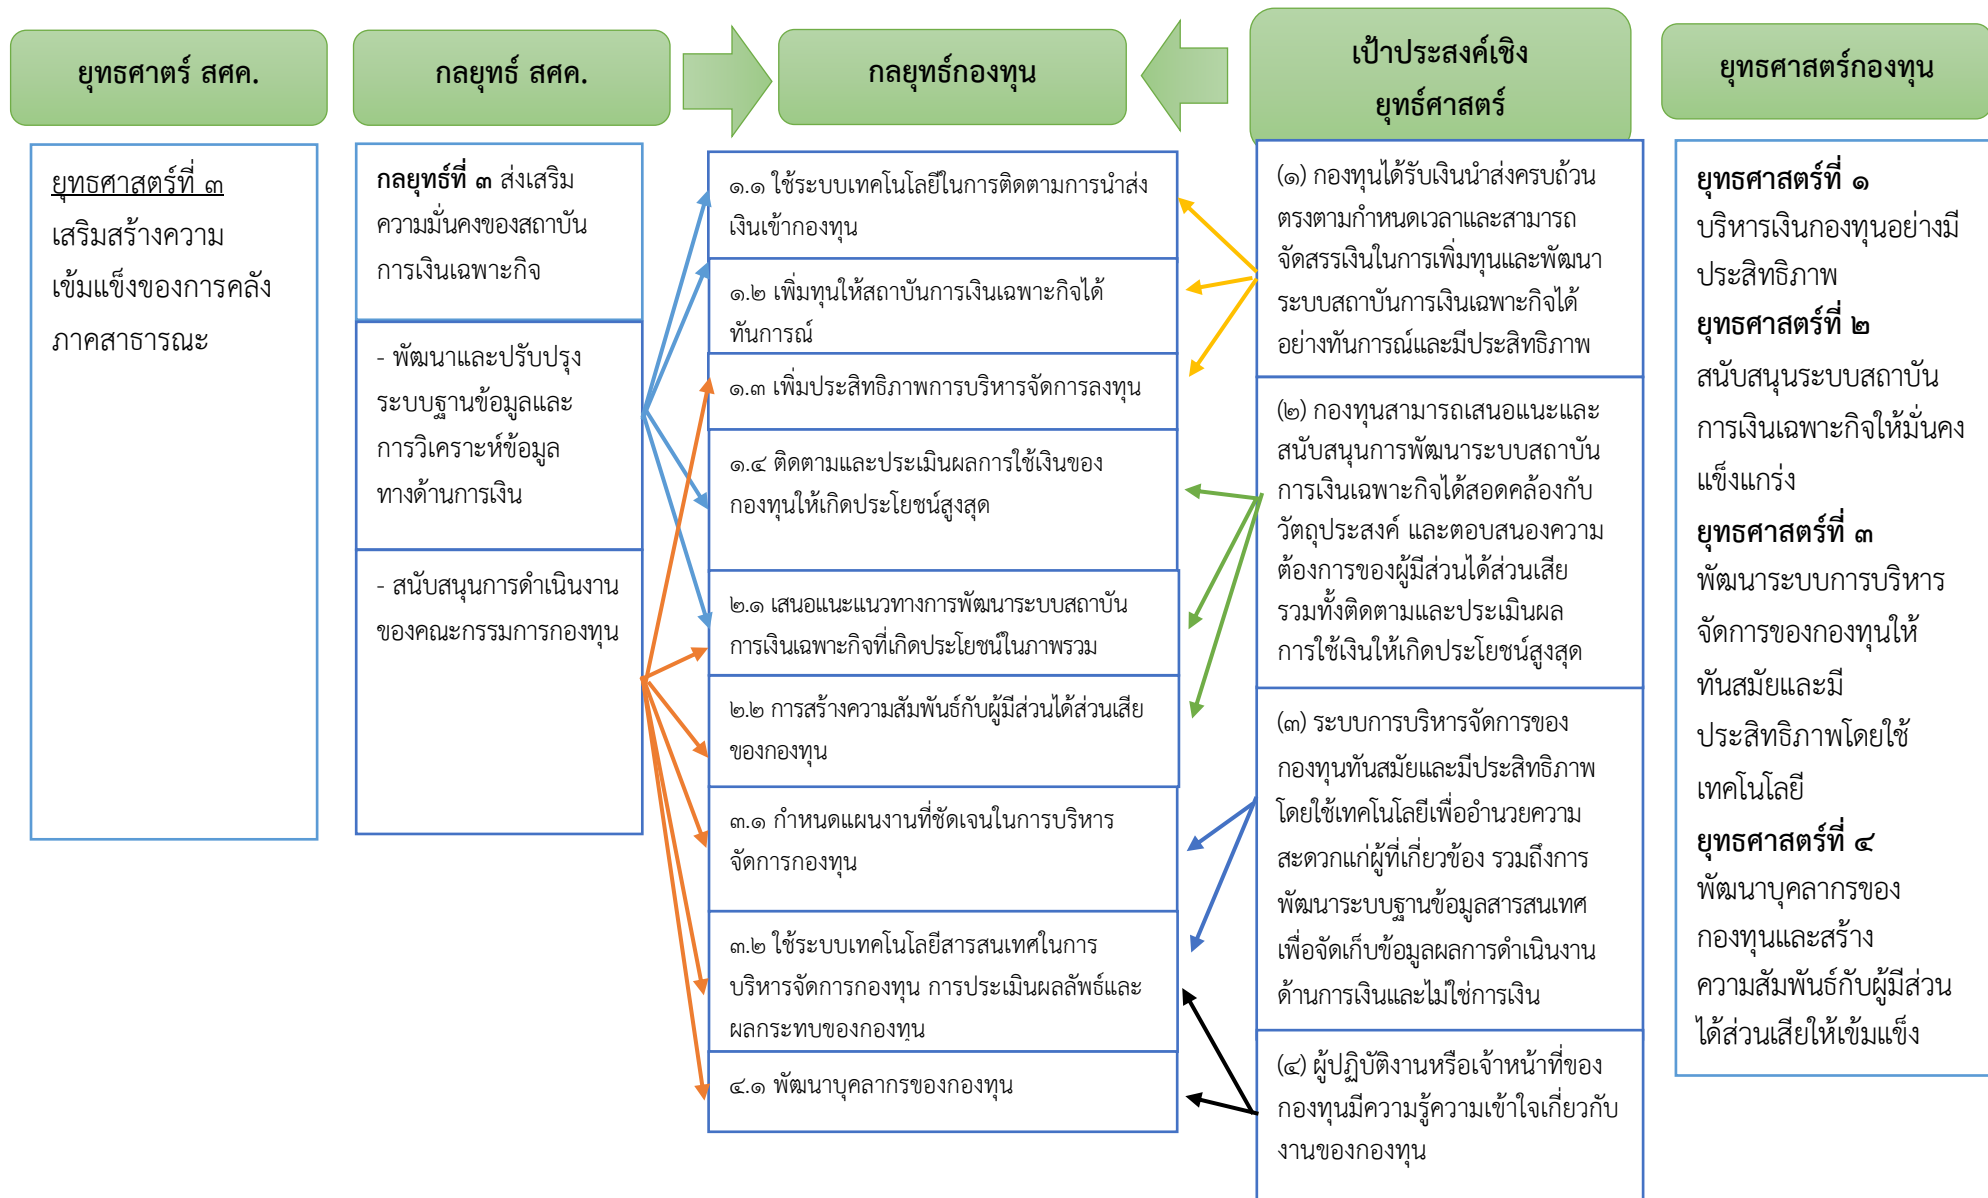 ยุทธศาตร์ สศค.
กลยุทธ์ สศค.
กลยุทธ์กองทุน
เป้าประสงค์เชิง
ยุทธ์ศาสตร์
ยุทธศาสตร์กองทุน
ยุทธศาสตร์ที่ ๓
เสริมสร้างความ
เข้มแข็งของการคลัง
ภาคสาธารณะ
กลยุทธ์ที่ ๓ ส่งเสริม
ความมั่นคงของสถาบัน
การเงินเฉพาะกิจ
- พัฒนาและปรับปรุง
ระบบฐานข้อมูลและ
การวิเคราะห์ข้อมูล
ทางด้านการเงิน
- สนับสนุนการดำเนินงาน
ของคณะกรรมการกองทุน
๑.๑ ใช้ระบบเทคโนโลยีในการติดตามการนำส่ง
เงินเข้ากองทุน
๑.๒ เพิ่มทุนให้สถาบันการเงินเฉพาะกิจได้
ทันการณ์
๑.๓ เพิ่มประสิทธิภาพการบริหารจัดการลงทุน
๑.๔ ติดตามและประเมินผลการใช้เงินของ
กองทุนให้เกิดประโยชน์สูงสุด
๒.๑ เสนอแนะแนวทางการพัฒนาระบบสถาบัน
การเงินเฉพาะกิจที่เกิดประโยชน์ในภาพรวม
๒.๒ การสร้างความสัมพันธ์กับผู้มีส่วนได้ส่วนเสีย
ของกองทุน
๓.๑ กำหนดแผนงานที่ชัดเจนในการบริหาร
จัดการกองทุน
๓.๒ ใช้ระบบเทคโนโลยีสารสนเทศในการ
บริหารจัดการกองทุน การประเมินผลลัพธ์และ
ผลกระทบของกองทุน
๔.๑ พัฒนาบุคลากรของกองทุน
(๑) กองทุนได้รับเงินนำส่งครบถ้วน
ตรงตามกำหนดเวลาและสามารถ
จัดสรรเงินในการเพิ่มทุนและพัฒนา
ระบบสถาบันการเงินเฉพาะกิจได้
อย่างทันการณ์และมีประสิทธิภาพ
(๒) กองทุนสามารถเสนอแนะและ
สนับสนุนการพัฒนาระบบสถาบัน
การเงินเฉพาะกิจได้สอดคล้องกับ
วัตถุประสงค์ และตอบสนองความ
ต้องการของผู้มีส่วนได้ส่วนเสีย
รวมทั้งติดตามและประเมินผล
การใช้เงินให้เกิดประโยชน์สูงสุด
(๓) ระบบการบริหารจัดการของ
กองทุนทันสมัยและมีประสิทธิภาพ
โดยใช้เทคโนโลยีเพื่ออำนวยความ
สะดวกแก่ผู้ที่เกี่ยวข้อง รวมถึงการ
พัฒนาระบบฐานข้อมูลสารสนเทศ
เพื่อจัดเก็บข้อมูลผลการดำเนินงาน
ด้านการเงินและไม่ใช่การเงิน
(๔) ผู้ปฏิบัติงานหรือเจ้าหน้าที่ของ
กองทุนมีความรู้ความเข้าใจเกี่ยวกับ
งานของกองทุน
ยุทธศาสตร์ที่ ๑
บริหารเงินกองทุนอย่างมี
ประสิทธิภาพ
ยุทธศาสตร์ที่ ๒
สนับสนุนระบบสถาบัน
การเงินเฉพาะกิจให้มั่นคง
แข็งแกร่ง
ยุทธศาสตร์ที่ ๓
พัฒนาระบบการบริหาร
จัดการของกองทุนให้
ทันสมัยและมี
ประสิทธิภาพโดยใช้
เทคโนโลยี
ยุทธศาสตร์ที่ ๔
พัฒนาบุคลากรของ
กองทุนและสร้าง
ความสัมพันธ์กับผู้มีส่วน
ได้ส่วนเสียให้เข้มแข็ง